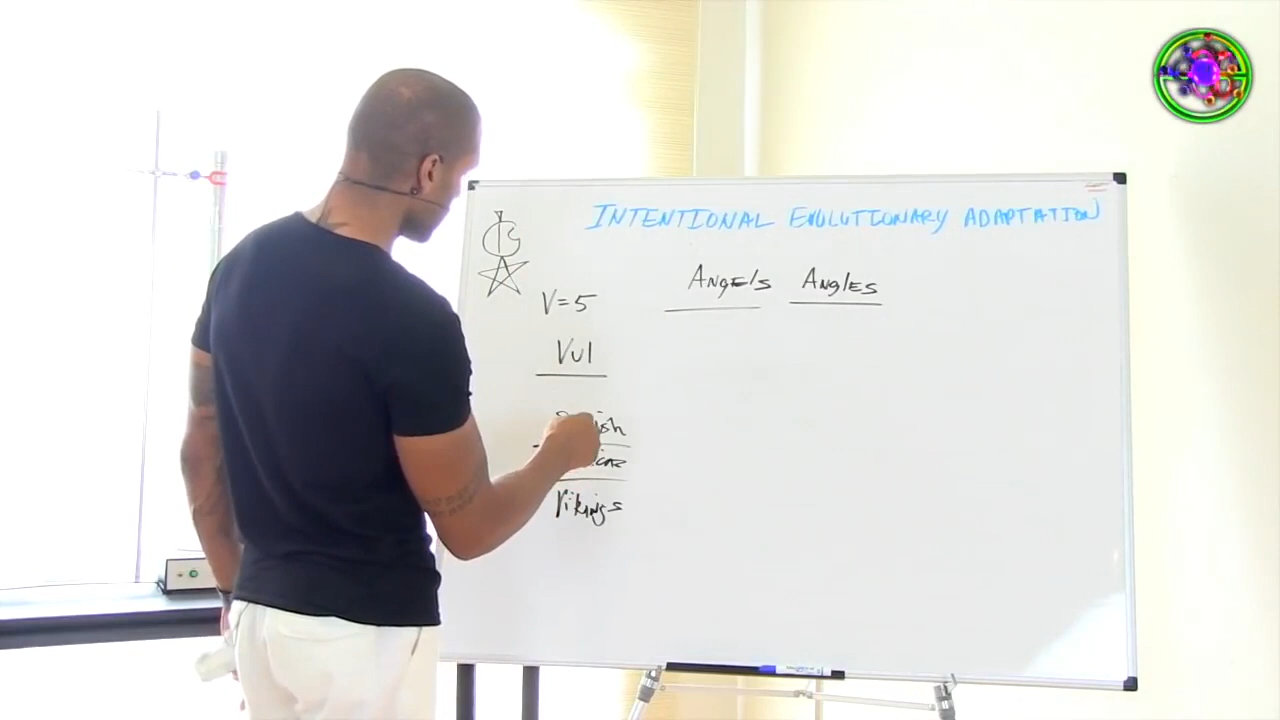 INTENTIONAL EVOLUTIONARY ADAPTATION
ANGELS ANGLES
V=5
Vul
Vikings